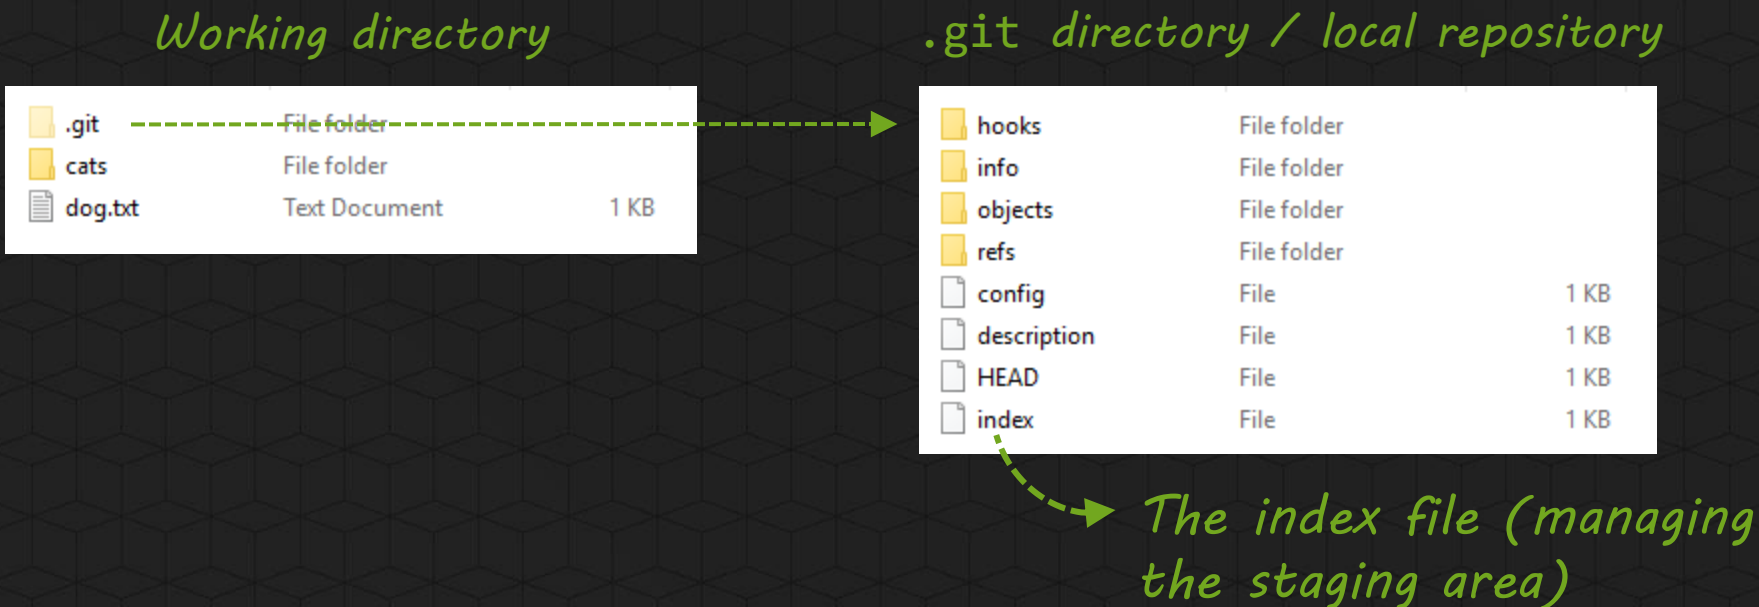 Working directory
.git File folder
cats File folder
dog.txt Text Document 1 KB
.git directory / local repository
hooks File folder
info File folder
objects File folder
refs File folder
config File 1 KB
description File 1 KB
HEAD File 1 KB
index File 1 KB
The index file (managing
the staging area)